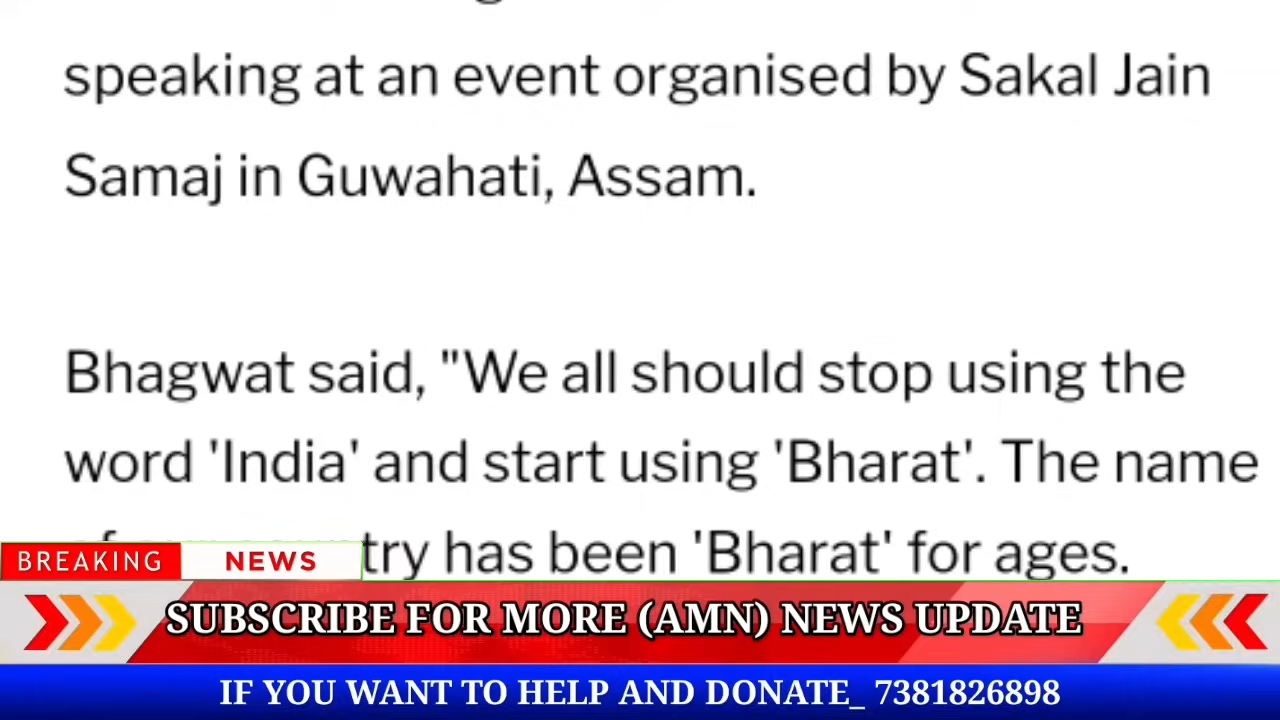 speaking at an event organised by Sakal Jain
Samaj in Guwahati, Assam.
Bhagwat said, "We all should stop using the
word 'India' and start using 'Bharat'. The name
has been 'Bharat' for ages.
BREAKING NEWS
SUBSCRIBE FOR MORE (AMN) NEWS UPDATE
IF YOU WANT TO HELP AND DONATE_ 7381826898